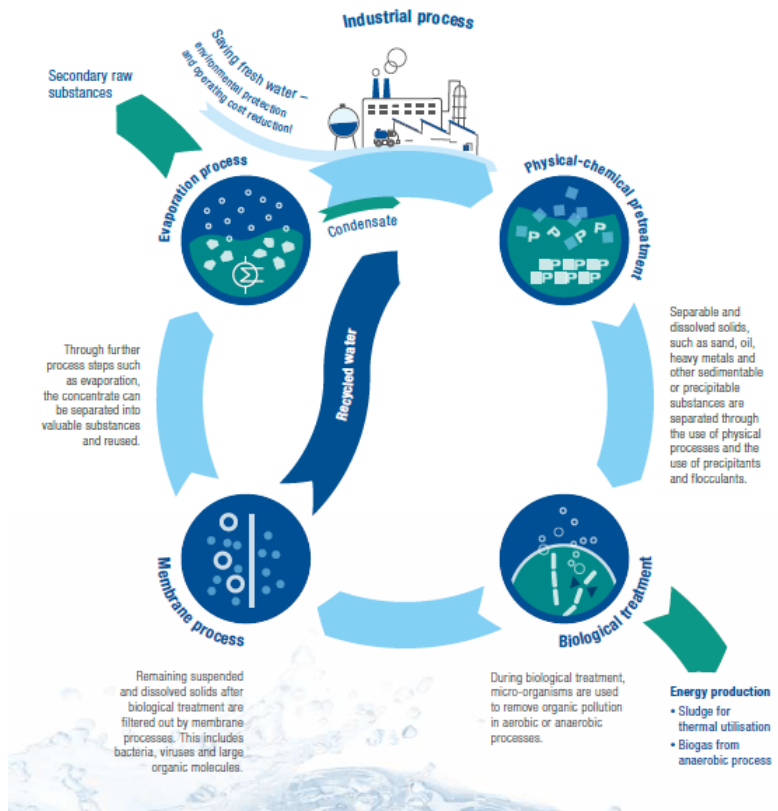 Industrial process
Saving fresh water –
environmental protection
and operating cost reduction!
Secondary raw
substances
Evaporation process
Condensate
Physical-chemical pretreatment
P
P
P
P
P P P
P P P
Separable and
dissolved solids,
such as sand, oil,
heavy metals and
other sedimentable
or precipitable
substances are
separated through
the use of physical
processes and the
use of precipitants
and flocculants.
Through further
process steps such
as evaporation,
the concentrate can
be separated into
valuable substances
and reused.
Recycled water
Membrane process
Biological treatment
Remaining suspended
and dissolved solids after
biological treatment are
filtered out by membrane
processes. This includes
bacteria, viruses and large
organic molecules.
During biological treatment,
micro-organisms are used
to remove organic pollution
in aerobic or anaerobic
processes.
Energy production
• Sludge for
thermal utilisation
• Biogas from
anaerobic process